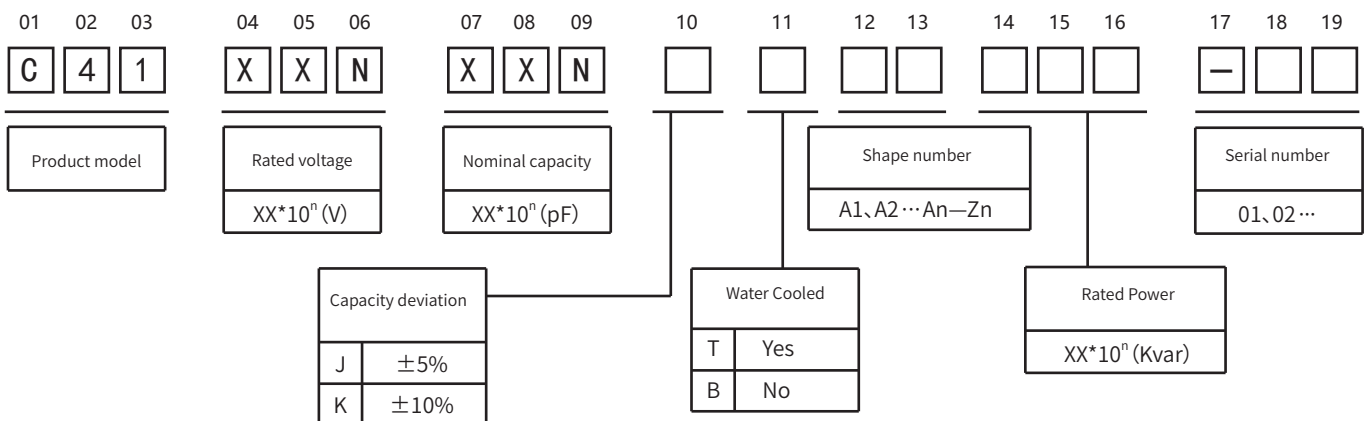 01 02 03 04 05 06 07 08 09 10 11 12 13 14 15 16 17 18 19
C 4 1 X X N X X N —
Product model
Rated voltage
XX*10ⁿ (V)
Nominal capacity
XX*10ⁿ (pF)
Shape number
A1、A2…An—Zn
Serial number
01、02…
Capacity deviation
J ±5%
K ±10%
Water Cooled
T Yes
B No
Rated Power
XX*10ⁿ (Kvar)